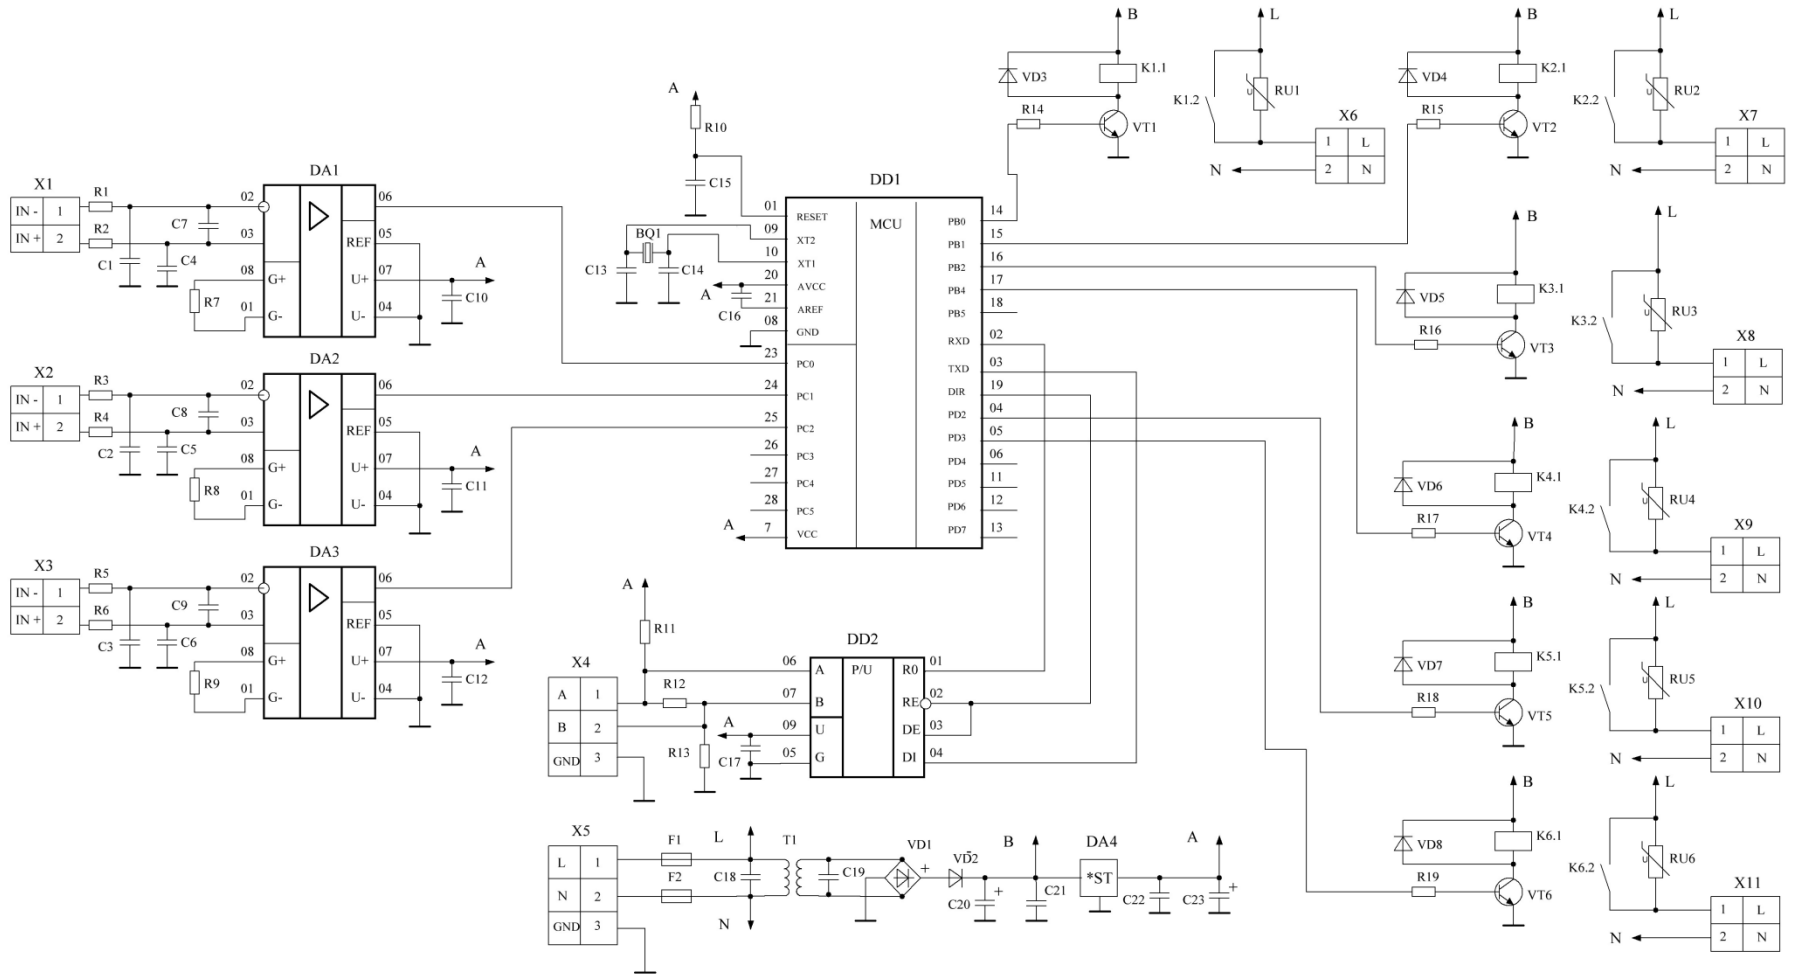 X1
IN - 1
IN + 2
R1
R2
C1
C4
C7
R7
DA1
02
03
08 G+
01 G-
06
REF 05
U+ 07
U- 04
A
C10
X2
IN - 1
IN + 2
R3
R4
C2
C5
C8
R8
DA2
02
03
08 G+
01 G-
06
REF 05
U+ 07
U- 04
A
C11
X3
IN - 1
IN + 2
R5
R6
C3
C6
C9
R9
DA3
02
03
08 G+
01 G-
06
REF 05
U+ 07
U- 04
A
C12
A
R10
C15
BQ1
C13
C14
A
C16
A
DD1
MCU
01 RESET
09 XT2
10 XT1
20 AVCC
21 AREF
08 GND
23 PC0
24 PC1
25 PC2
26 PC3
27 PC4
28 PC5
7 VCC
PB0 14
PB1 15
PB2 16
PB4 17
PB5 18
RXD 02
TXD 03
DIR 19
PD2 04
PD3 05
PD4 06
PD5 11
PD6 12
PD7 13
A
R11
X4
A 1
B 2
GND 3
R12
R13
A
C17
DD2
P/U
06 A
07 B
09 U
05 G
R0 01
RE 02
DE 03
DI 04
X5
L 1
N 2
GND 3
F1
F2
L
N
C18
T1
C19
VD1
+
VD2
C20
+
B
C21
DA4
*ST
C22
A
C23
+
B
VD3
K1.1
R14
VT1
L
K1.2
U
RU1
X6
1 L
2 N
N
B
VD4
K2.1
R15
VT2
L
K2.2
U
RU2
X7
1 L
2 N
N
B
VD5
K3.1
R16
VT3
L
K3.2
U
RU3
X8
1 L
2 N
N
B
VD6
K4.1
R17
VT4
L
K4.2
U
RU4
X9
1 L
2 N
N
B
VD7
K5.1
R18
VT5
L
K5.2
U
RU5
X10
1 L
2 N
N
B
VD8
K6.1
R19
VT6
L
K6.2
U
RU6
X11
1 L
2 N
N